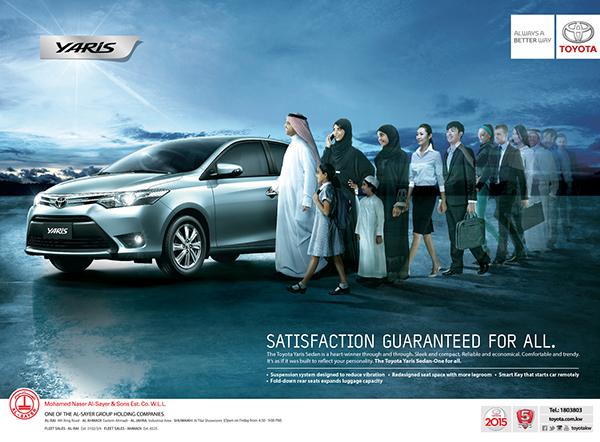 YARIS
ALWAYS A
BETTER WAY
TOYOTA
YARIS
SATISFACTION GUARANTEED FOR ALL.
The Toyota Yaris Sedan is a heart-winner through and through. Sleek and compact. Reliable and economical. Comfortable and trendy.
It's as if it was built to reflect your personality. The Toyota Yaris Sedan-One for all.
• Suspension system designed to reduce vibration • Redesigned seat space with more legroom • Smart Key that starts car remotely
• Fold-down rear seats expands luggage capacity
AL-SAYER
Mohamed Naser Al-Sayer & Sons Est. Co. W.L.L.
ONE OF THE AL-SAYER GROUP HOLDING COMPANIES.
2015
5
Tel.: 1803803
Toyota.com.kw
toyotakw